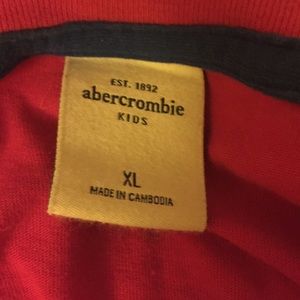 EST. 1892
abercrombie
KIDS
XL
MADE IN CAMBODIA